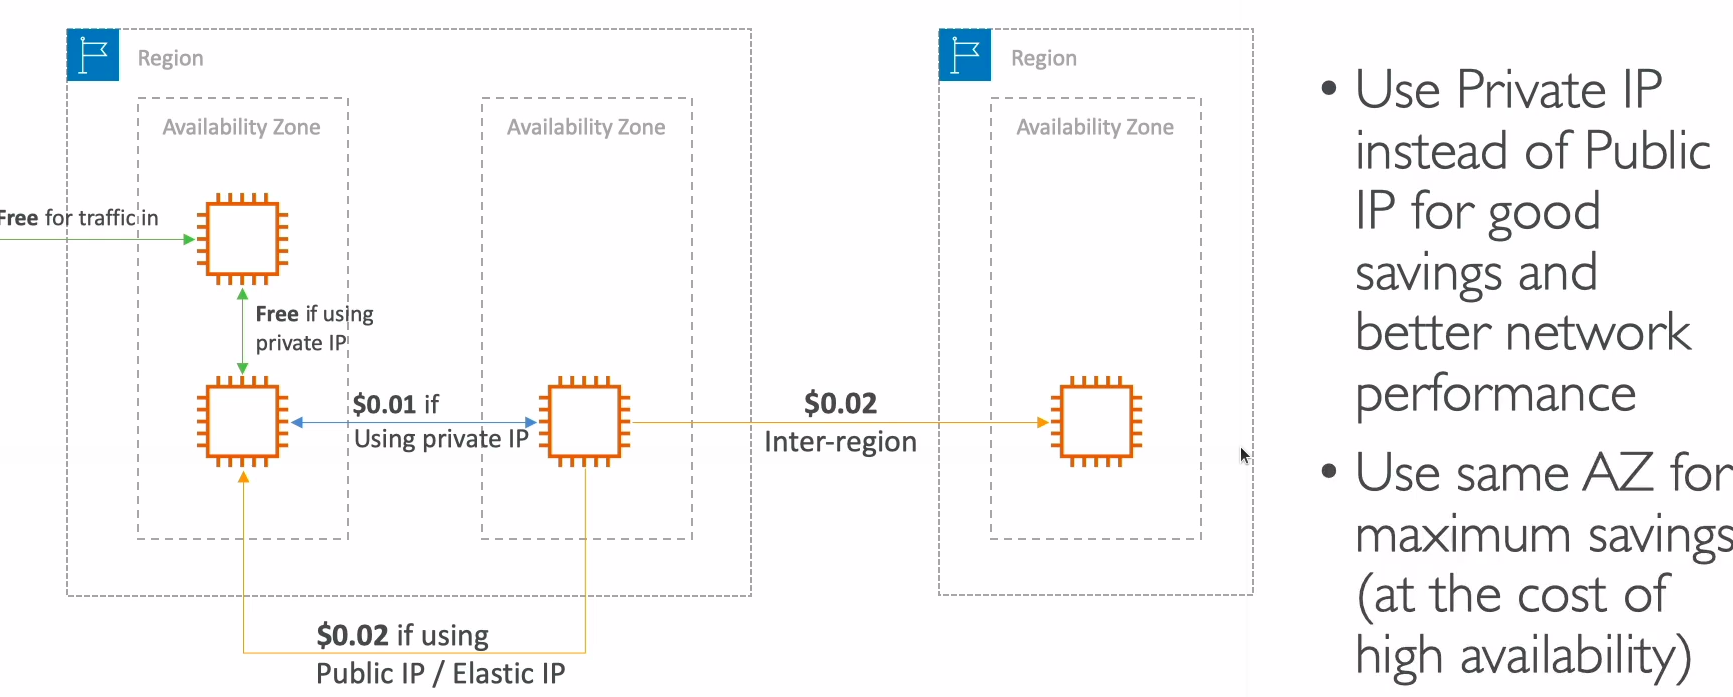 Region
Availability Zone
Availability Zone
Free for traffic in
Free if using
private IP
$0.01 if
Using private IP
$0.02 if using
Public IP / Elastic IP
$0.02
Inter-region
Region
Availability Zone
• Use Private IP
instead of Public
IP for good
savings and
better network
performance
• Use same AZ for
maximum savings
(at the cost of
high availability)